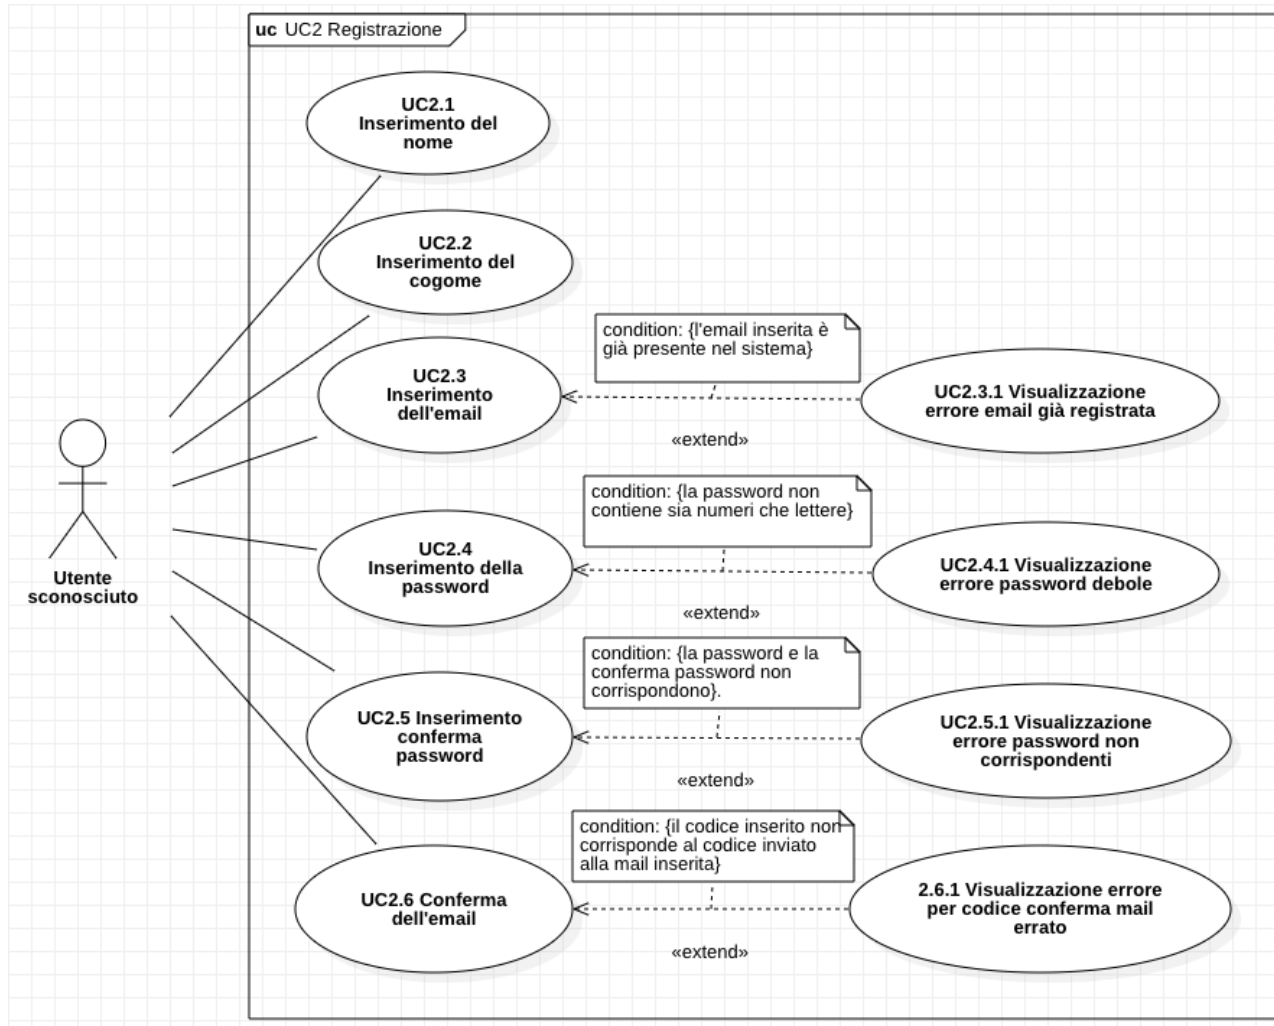 uc UC2 Registrazione
UC2.1
Inserimento del
nome
UC2.2
Inserimento del
cogome
condition: {l'email inserita è
già presente nel sistema}
UC2.3
Inserimento
dell'email
UC2.3.1 Visualizzazione
errore email già registrata
«extend»
condition: {la password non
contiene sia numeri che lettere}
UC2.4
Inserimento della
password
UC2.4.1 Visualizzazione
errore password debole
Utente
sconosciuto
«extend»
condition: {la password e la
conferma password non
corrispondono}.
UC2.5 Inserimento
conferma
password
UC2.5.1 Visualizzazione
errore password non
corrispondenti
«extend»
condition: {il codice inserito non
corrisponde al codice inviato
alla mail inserita}
UC2.6 Conferma
dell'email
2.6.1 Visualizzazione errore
per codice conferma mail
errato
«extend»